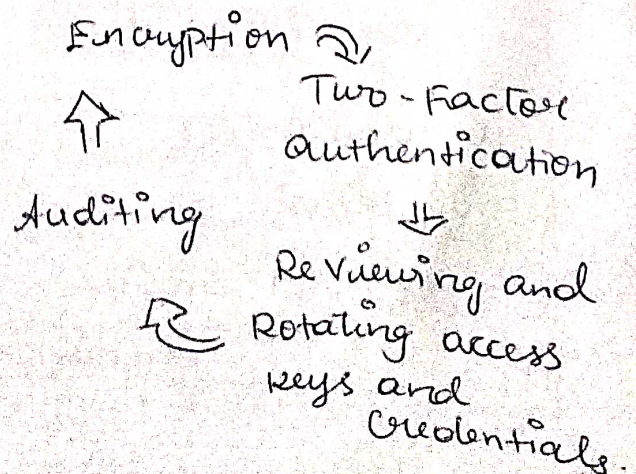 Encryption
Two-Factor
authentication
Auditing
Reviewing and
Rotating access
keys and
Credentials.